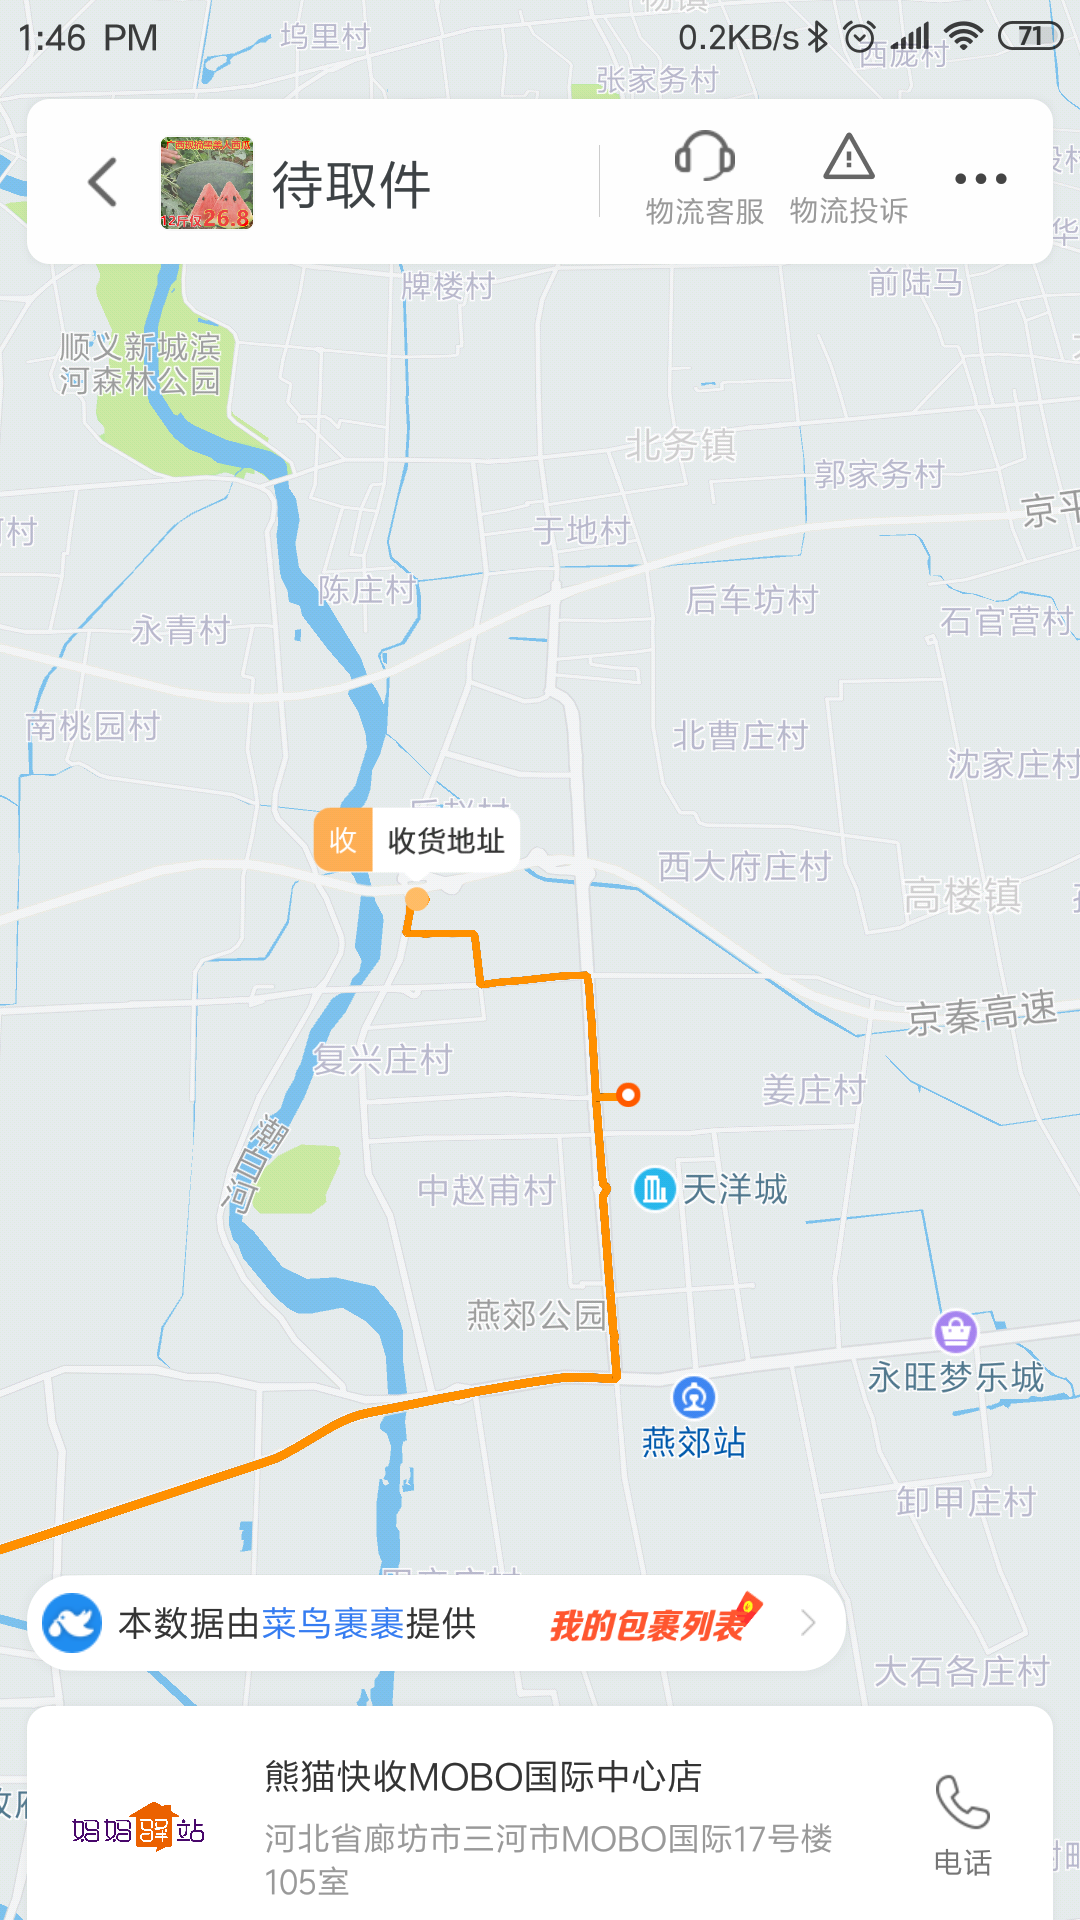 坞里村
1:46 PM
0.2KB/s
71
西庞村
张家务村
待取件
12斤仅26.8
物流客服
物流投诉
牌楼村
前陆马
顺义新城滨
河森林公园
北务镇
郭家务村
京平
于地村
陈庄村
后车坊村
永青村
石官营村
南桃园村
北曹庄村
沈家庄村
后赵村
收
收货地址
西大府庄村
高楼镇
京秦高速
复兴庄村
姜庄村
潮白河
中赵甫村
天洋城
燕郊公园
永旺梦乐城
燕郊站
卸甲庄村
本数据由菜鸟裹裹提供
我的包裹列表
大石各庄村
熊猫快收MOBO国际中心店
妈妈驿站
河北省廊坊市三河市MOBO国际17号楼
105室
电话